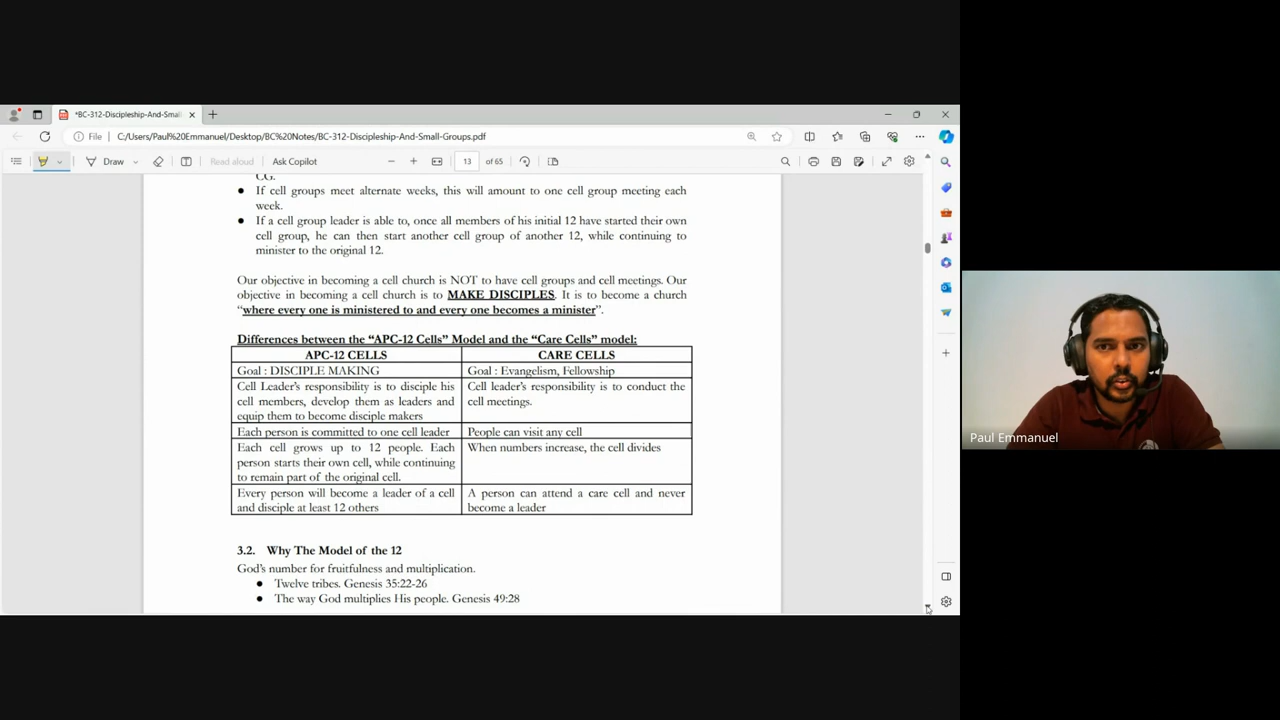 *BC-312-Discipleship-And-Smal
File
C:/Users/Paul%20Emmanuel/Desktop/BC%20Notes/BC-312-Discipleship-And-Small-Groups.pdf
Draw
Read aloud
Ask Copilot
13
of 65
CG.
● If cell groups meet alternate weeks, this will amount to one cell group meeting each
week.
● If a cell group leader is able to, once all members of his initial 12 have started their own
cell group, he can then start another cell group of another 12, while continuing to
minister to the original 12.
Our objective in becoming a cell church is NOT to have cell groups and cell meetings. Our
objective in becoming a cell church is to MAKE DISCIPLES. It is to become a church
“where every one is ministered to and every one becomes a minister”.
Differences between the “APC-12 Cells” Model and the “Care Cells” model:
APC-12 CELLS
CARE CELLS
Goal : DISCIPLE MAKING
Goal : Evangelism, Fellowship
Cell Leader’s responsibility is to disciple his
cell members, develop them as leaders and
equip them to become disciple makers
Cell leader’s responsibility is to conduct the
cell meetings.
Each person is committed to one cell leader
People can visit any cell
Each cell grows up to 12 people. Each
person starts their own cell, while continuing
to remain part of the original cell.
When numbers increase, the cell divides
Every person will become a leader of a cell
and disciple at least 12 others
A person can attend a care cell and never
become a leader
3.2. Why The Model of the 12
God’s number for fruitfulness and multiplication.
● Twelve tribes. Genesis 35:22-26
● The way God multiplies His people. Genesis 49:28
Paul Emmanuel